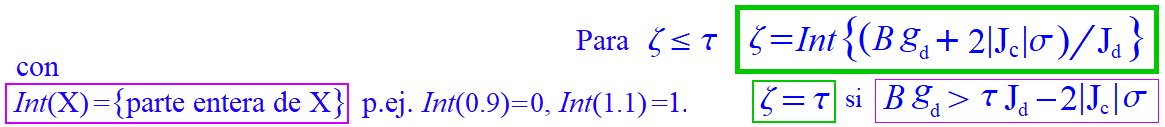 Para ζ ≤ τ ζ=Int{(B g_d + 2|J_c|σ)/J_d}
con
Int(X)={parte entera de X} p.ej. Int(0.9)=0, Int(1.1)=1. ζ=τ si B g_d > τ J_d − 2|J_c|σ